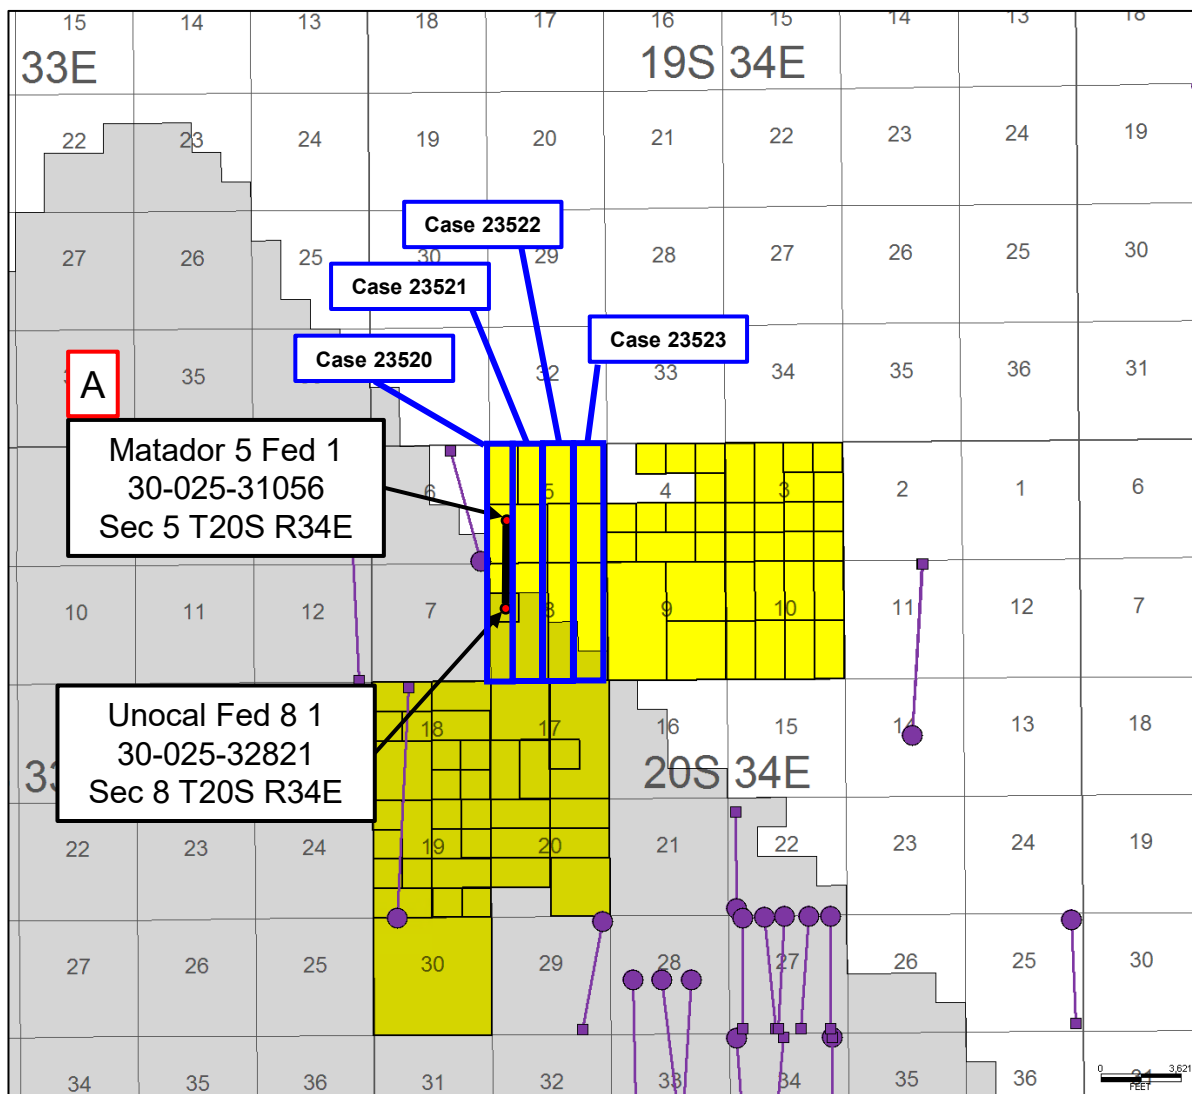 15 14 13 18 17 16 15 14 13 18
33E
19S 34E
22 23 24 19 20 21 22 23 24 19
Case 23522
27 26 25 30 29 28 27 26 25 30
Case 23521
Case 23523
Case 23520
A
35 32 33 34 35 36 31
Matador 5 Fed 1
30-025-31056
Sec 5 T20S R34E
6 5 4 3 2 1 6
10 11 12 7 8 9 10 11 12 7
Unocal Fed 8 1
30-025-32821
Sec 8 T20S R34E
18 17 16 15 14 13 18
20S 34E
22 23 24 19 20 21 22 23 24 19
27 26 25 30 29 28 27 26 25 30
34 35 36 31 32 33 34 35 36 31
0 3,621
FEET